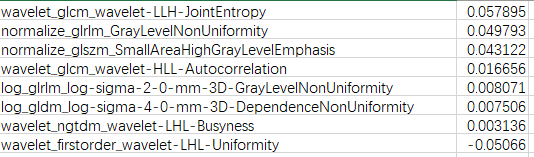 wavelet_glcm_wavelet-LLH-JointEntropy 0.057895
normalize_glrlm_GrayLevelNonUniformity 0.049793
normalize_glszm_SmallAreaHighGrayLevelEmphasis 0.043122
wavelet_glcm_wavelet-HLL-Autocorrelation 0.016656
log_glrlm_log-sigma-2-0-mm-3D-GrayLevelNonUniformity 0.008071
log_gldm_log-sigma-4-0-mm-3D-DependenceNonUniformity 0.007506
wavelet_ngtdm_wavelet-LHL-Busyness 0.003136
wavelet_firstorder_wavelet-LHL-Uniformity -0.05066